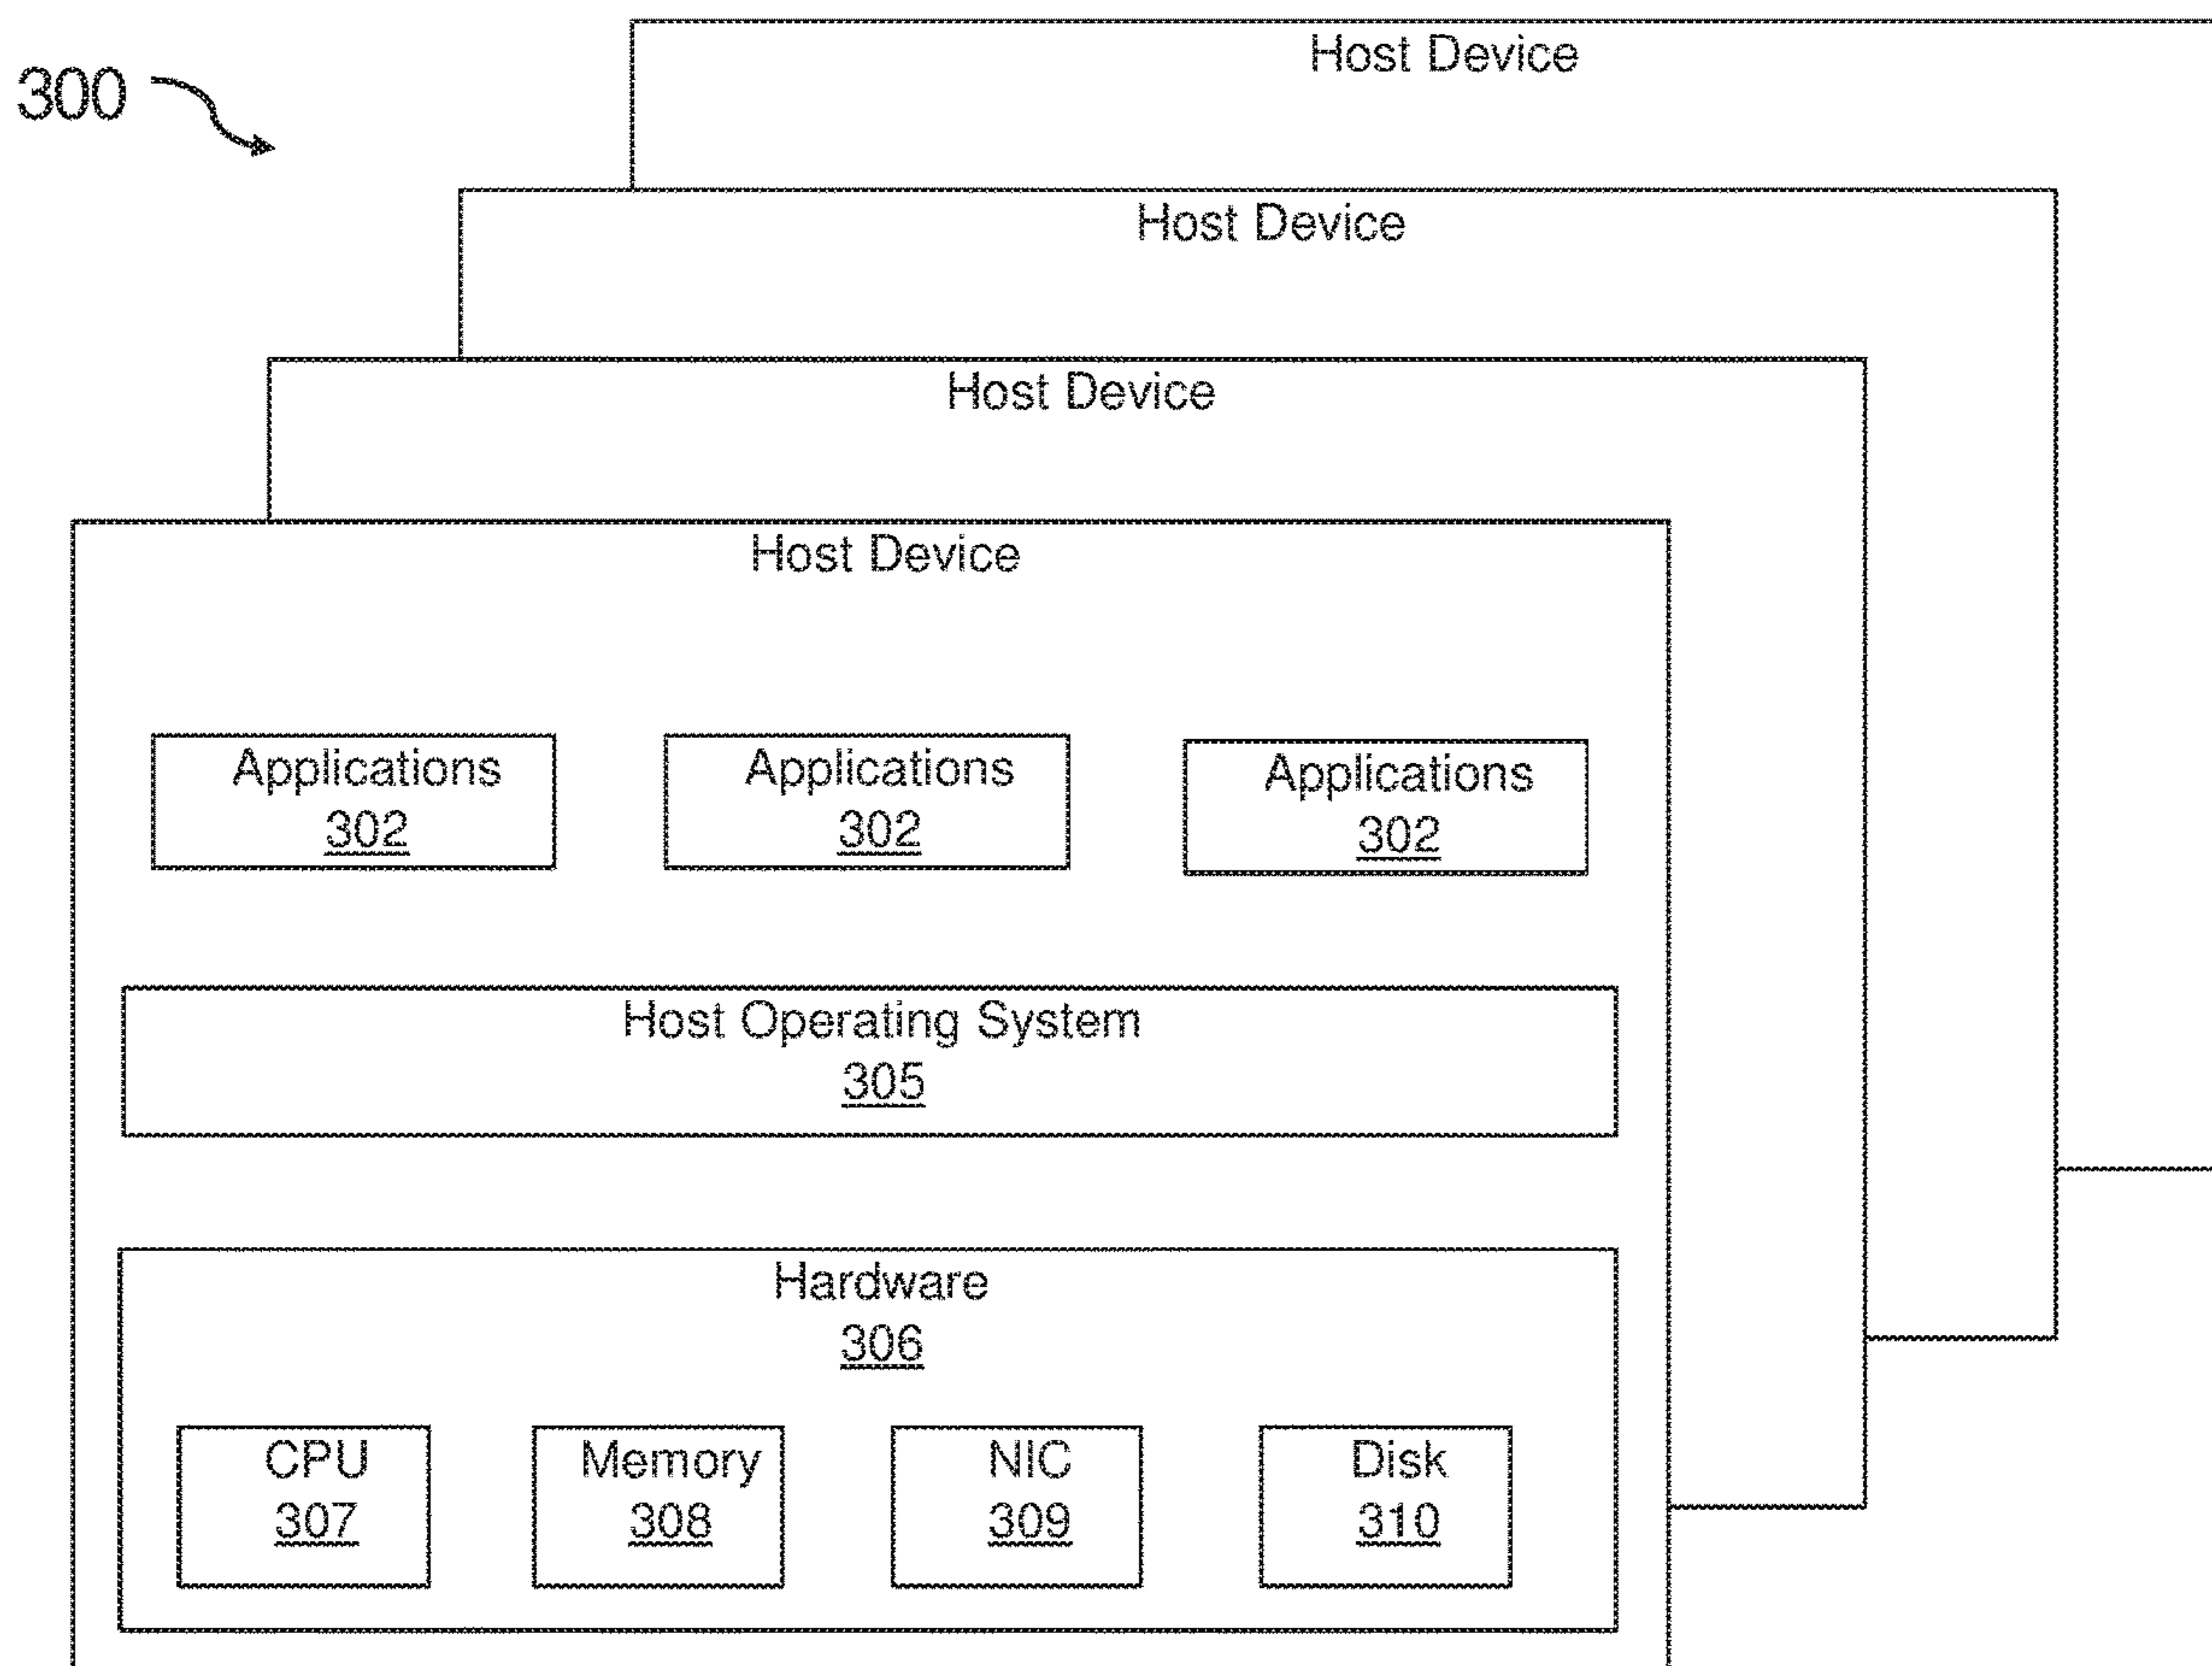 Host Device
300
Host Device
Host Device
Host Device
Applications
302
Applications
302
Applications
302
Host Operating System
305
Hardware
306
CPU
307
Memory
308
NIC
309
Disk
310